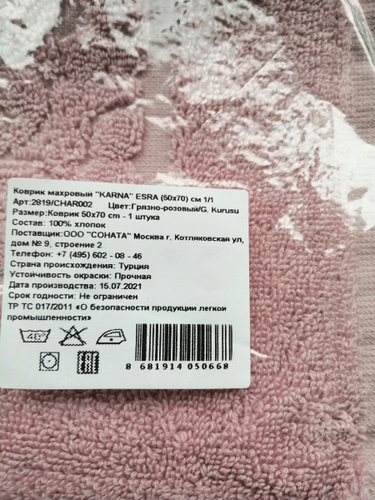 Коврик махровый "KARNA" ESRA (50x70) см 1/1
Арт:2819/CHAR002 Цвет:Грязно-розовый/G. Kurusu
Размер:Коврик 50x70 cm - 1 штука
Состав: 100% хлопок
Поставщик:ООО "СОНАТА" Москва г, Котляковская ул,
дом № 9, строение 2
Телефон: +7 (495) 602 - 08 - 46
Страна происхождения: Турция
Устойчивость окраски: Прочная
Дата производства: 15.07.2021
Срок годности: Не ограничен
ТР ТС 017/2011 «О безопасности продукции легкой
промышленности»
40°
8 681914 050668